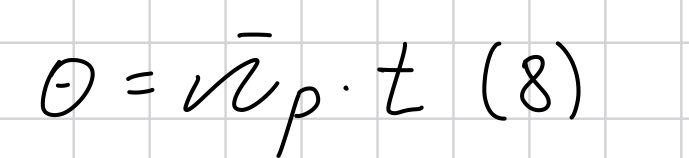 θ = n̄ₚ · t (8)